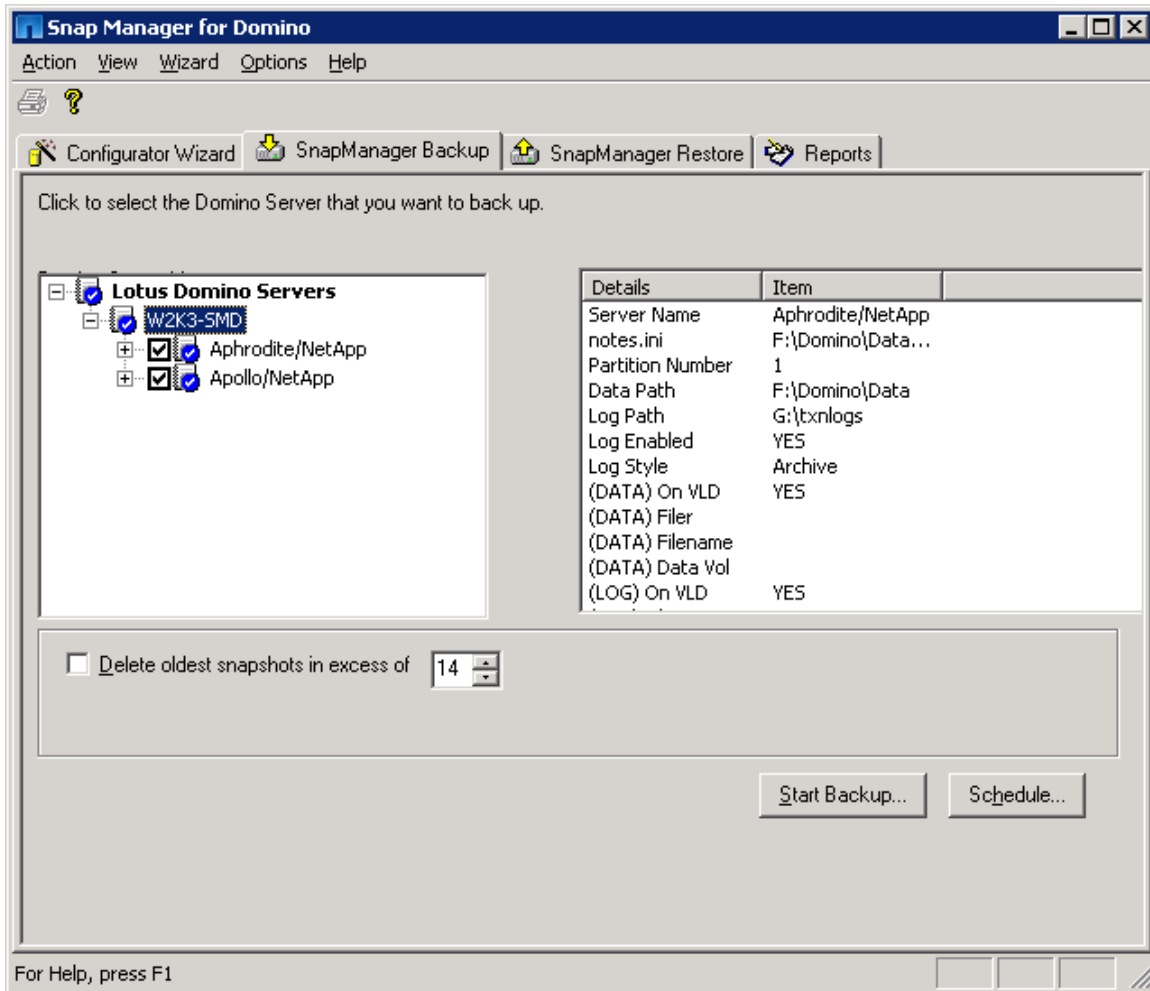 Snap Manager for Domino
Action View Wizard Options Help
Configurator Wizard SnapManager Backup SnapManager Restore Reports
Click to select the Domino Server that you want to back up.
Lotus Domino Servers
W2K3-SMD
Aphrodite/NetApp
Apollo/NetApp
Details Item
Server Name Aphrodite/NetApp
notes.ini F:\Domino\Data...
Partition Number 1
Data Path F:\Domino\Data
Log Path G:\txnlogs
Log Enabled YES
Log Style Archive
(DATA) On VLD YES
(DATA) Filer
(DATA) Filename
(DATA) Data Vol
(LOG) On VLD YES
Delete oldest snapshots in excess of 14
Start Backup... Schedule...
For Help, press F1